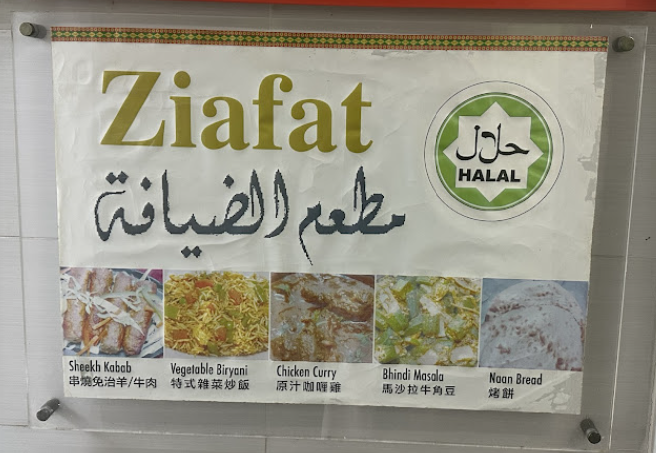 Ziafat
مطعم الضيافة
حلال
HALAL
Sheekh Kabab
串燒免治羊/牛肉
Vegetable Biryani
特式雜菜炒飯
Chicken Curry
原汁咖喱雞
Bhindi Masala
馬沙拉牛角豆
Naan Bread
烤餅